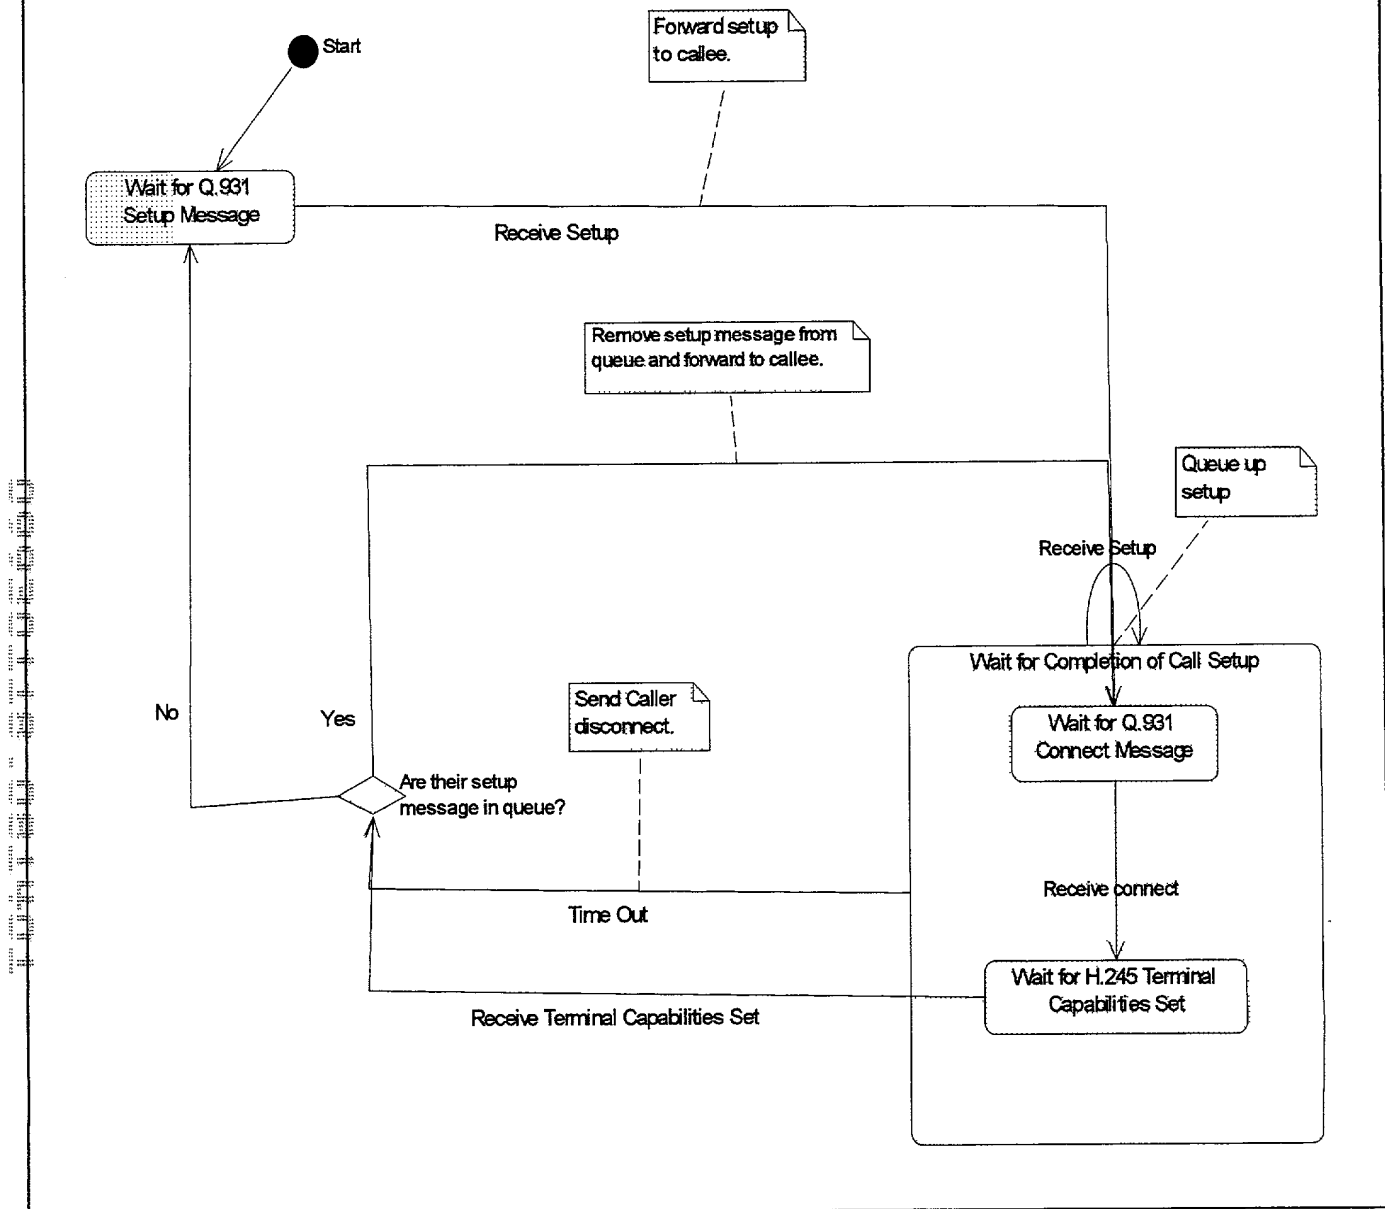 Start
Forward setup
to callee.
Wait for Q.931
Setup Message
Receive Setup
Remove setup message from
queue and forward to callee.
Queue up
setup
Receive Setup
Wait for Completion of Call Setup
Send Caller
disconnect.
No
Yes
Wait for Q.931
Connect Message
Are their setup
message in queue?
Receive connect
Time Out
Wait for H.245 Terminal
Capabilities Set
Receive Terminal Capabilities Set